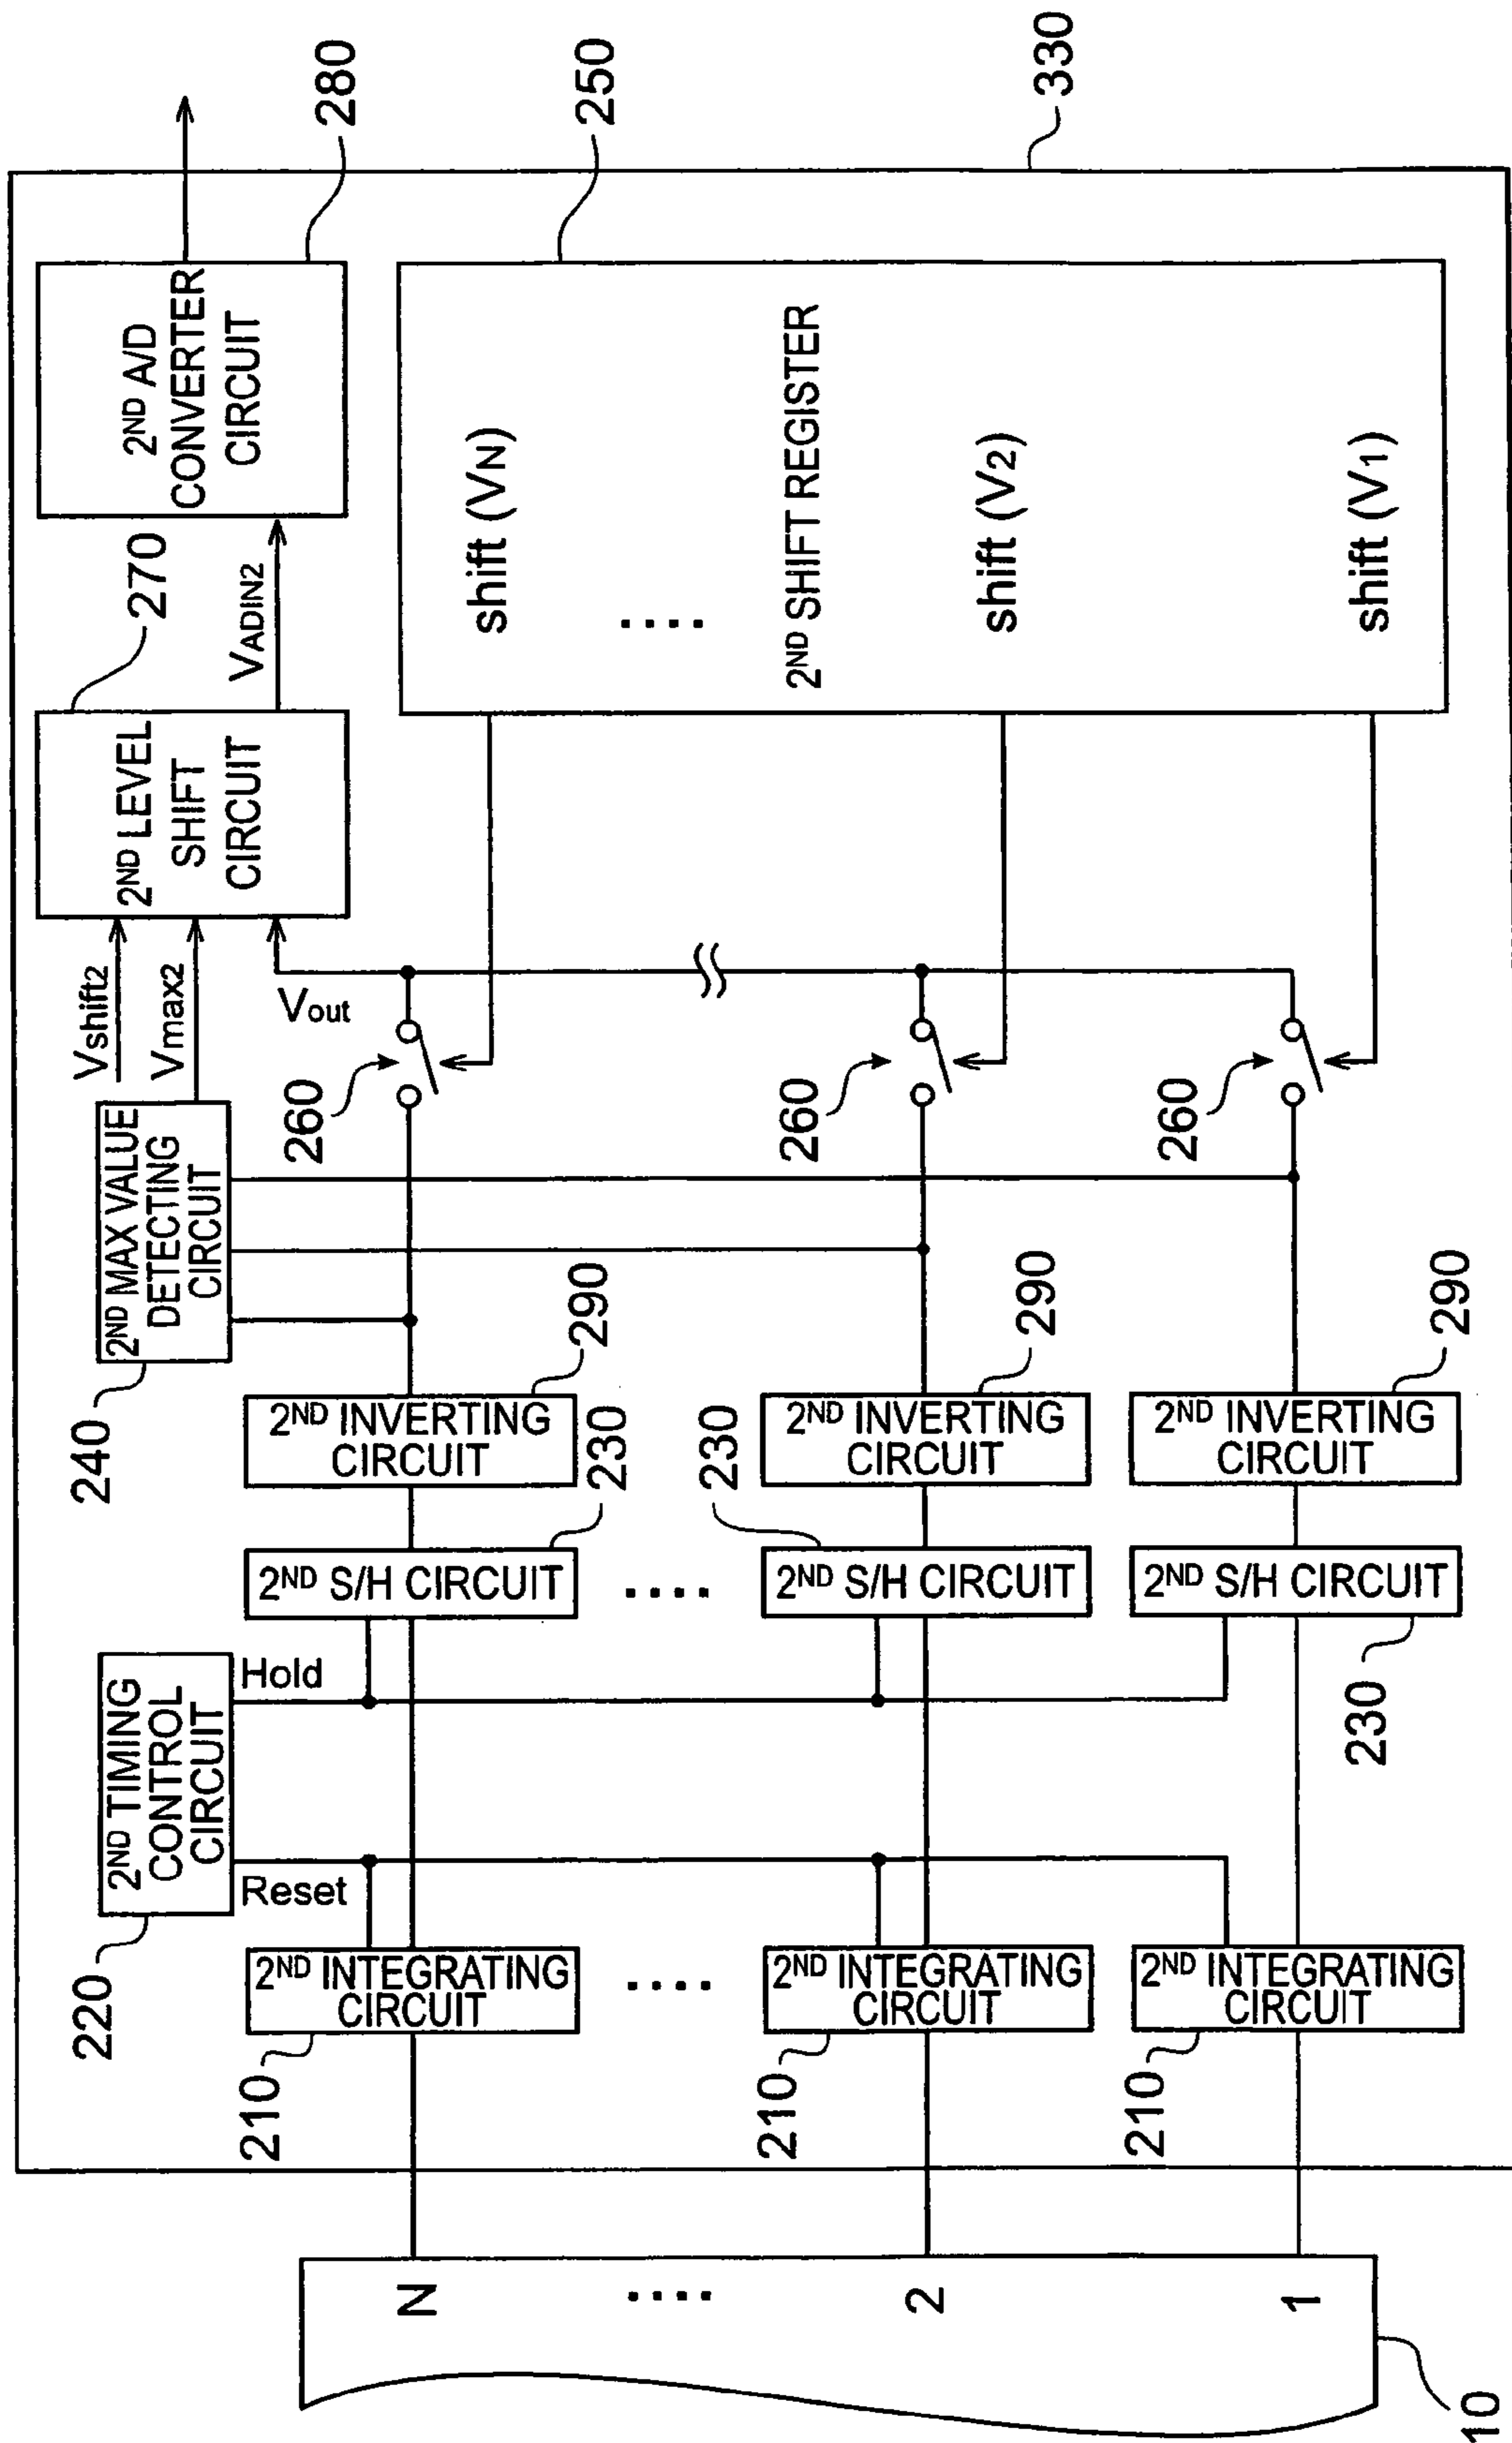 280
250
330
2ND A/D
CONVERTER
CIRCUIT
270
VADIN2
2ND LEVEL
SHIFT
CIRCUIT
Vshift2
Vmax2
Vout
shift (VN)
....
2ND SHIFT REGISTER
shift (V2)
shift (V1)
260
260
260
2ND MAX VALUE
DETECTING
CIRCUIT
240
290
290
290
2ND INVERTING
CIRCUIT
2ND INVERTING
CIRCUIT
2ND INVERTING
CIRCUIT
230
230
2ND S/H CIRCUIT
....
2ND S/H CIRCUIT
2ND S/H CIRCUIT
230
2ND TIMING
CONTROL
CIRCUIT
Hold
Reset
220
2ND INTEGRATING
CIRCUIT
....
2ND INTEGRATING
CIRCUIT
2ND INTEGRATING
CIRCUIT
210
210
210
N
....
2
1
10